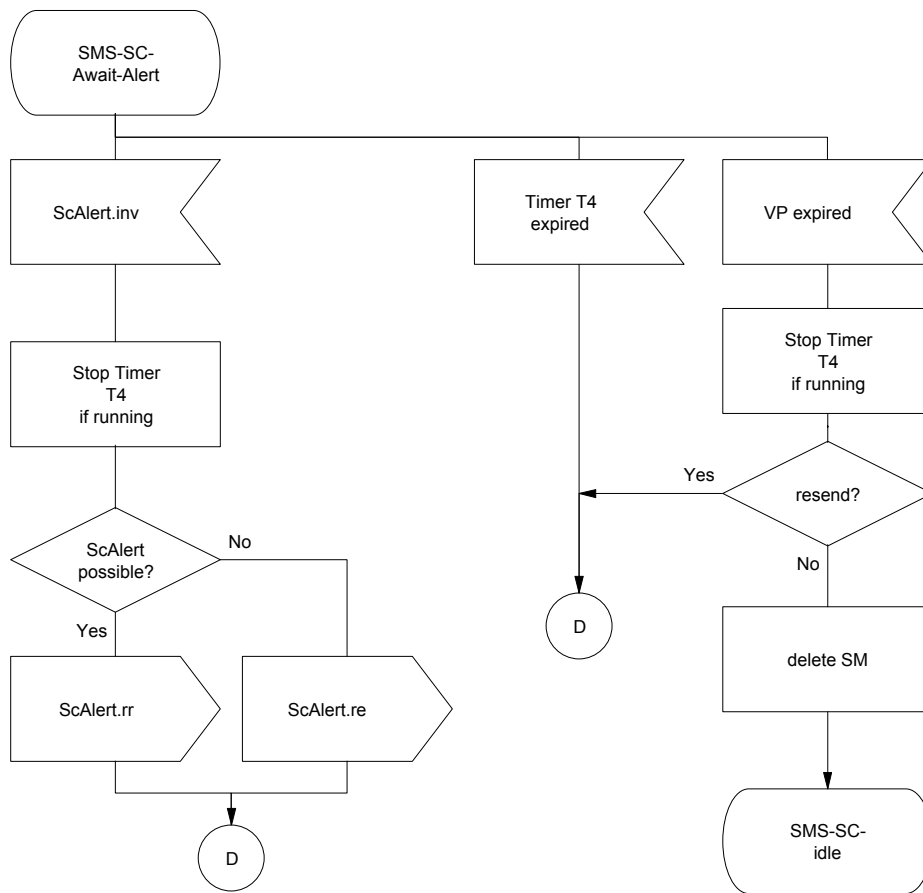 SMS-SC-
Await-Alert
ScAlert.inv
Timer T4
expired
VP expired
Stop Timer
T4
if running
Stop Timer
T4
if running
Yes
resend?
ScAlert
possible?
No
No
Yes
D
delete SM
ScAlert.rr
ScAlert.re
SMS-SC-
idle
D